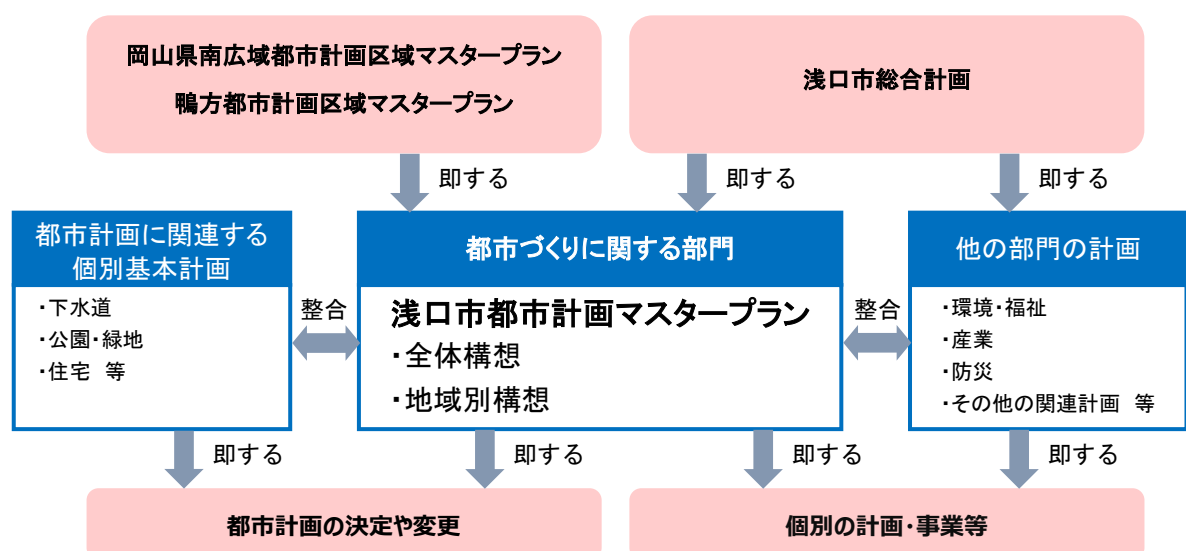 岡山県南広域都市計画区域マスタープラン
鴨方都市計画区域マスタープラン
浅口市総合計画
即する
即する
即する
都市計画に関連する
個別基本計画
・下水道
・公園・緑地
・住宅 等
整合
都市づくりに関する部門
浅口市都市計画マスタープラン
・全体構想
・地域別構想
整合
他の部門の計画
・環境・福祉
・産業
・防災
・その他の関連計画 等
即する
即する
即する
即する
都市計画の決定や変更
個別の計画・事業等